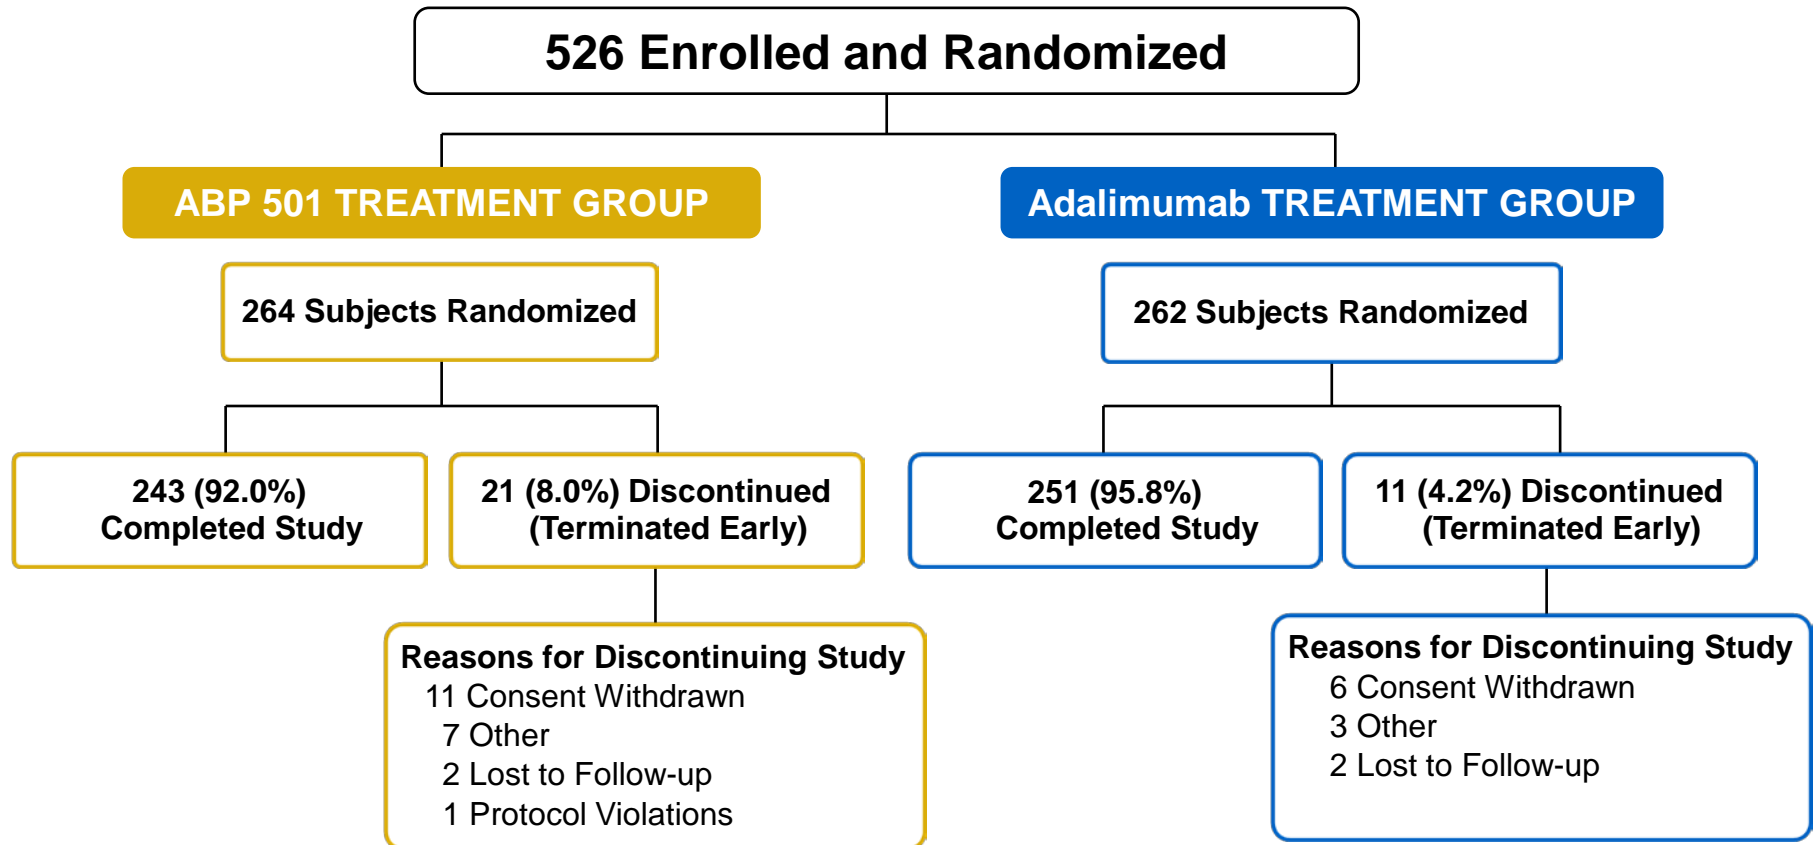 526 Enrolled and Randomized
ABP 501 TREATMENT GROUP
264 Subjects Randomized
243 (92.0%)
Completed Study
21 (8.0%) Discontinued
(Terminated Early)
Reasons for Discontinuing Study
11 Consent Withdrawn
7 Other
2 Lost to Follow-up
1 Protocol Violations
Adalimumab TREATMENT GROUP
262 Subjects Randomized
251 (95.8%)
Completed Study
11 (4.2%) Discontinued
(Terminated Early)
Reasons for Discontinuing Study
6 Consent Withdrawn
3 Other
2 Lost to Follow-up